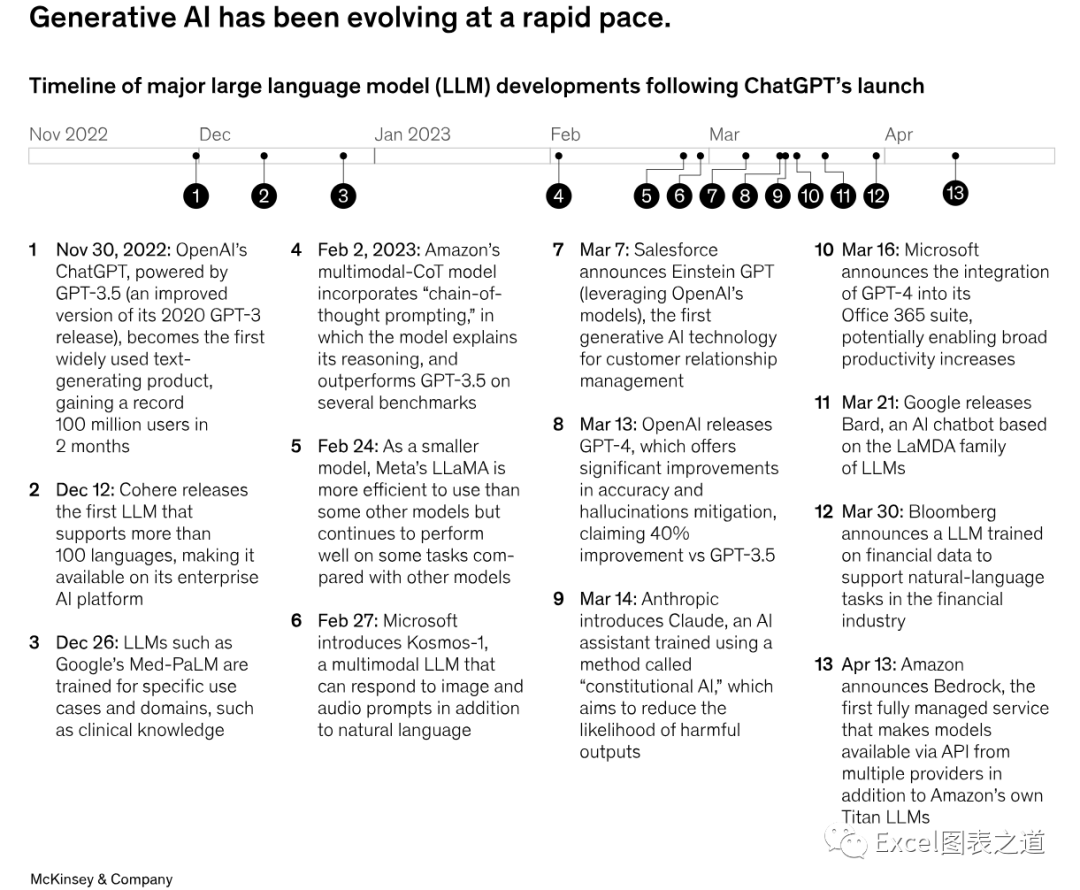 Generative AI has been evolving at a rapid pace.
Timeline of major large language model (LLM) developments following ChatGPT’s launch
Nov 2022 Dec Jan 2023 Feb Mar Apr
1 2 3 4 5 6 7 8 9 10 11 12 13
1 Nov 30, 2022: OpenAI’s
ChatGPT, powered by
GPT-3.5 (an improved
version of its 2020 GPT-3
release), becomes the first
widely used text-
generating product,
gaining a record
100 million users in
2 months
2 Dec 12: Cohere releases
the first LLM that
supports more than
100 languages, making it
available on its enterprise
AI platform
3 Dec 26: LLMs such as
Google’s Med-PaLM are
trained for specific use
cases and domains, such
as clinical knowledge
4 Feb 2, 2023: Amazon’s
multimodal-CoT model
incorporates “chain-of-
thought prompting,” in
which the model explains
its reasoning, and
outperforms GPT-3.5 on
several benchmarks
5 Feb 24: As a smaller
model, Meta’s LLaMA is
more efficient to use than
some other models but
continues to perform
well on some tasks com-
pared with other models
6 Feb 27: Microsoft
introduces Kosmos-1,
a multimodal LLM that
can respond to image and
audio prompts in addition
to natural language
7 Mar 7: Salesforce
announces Einstein GPT
(leveraging OpenAI’s
models), the first
generative AI technology
for customer relationship
management
8 Mar 13: OpenAI releases
GPT-4, which offers
significant improvements
in accuracy and
hallucinations mitigation,
claiming 40%
improvement vs GPT-3.5
9 Mar 14: Anthropic
introduces Claude, an AI
assistant trained using a
method called
“constitutional AI,” which
aims to reduce the
likelihood of harmful
outputs
10 Mar 16: Microsoft
announces the integration
of GPT-4 into its
Office 365 suite,
potentially enabling broad
productivity increases
11 Mar 21: Google releases
Bard, an AI chatbot based
on the LaMDA family
of LLMs
12 Mar 30: Bloomberg
announces a LLM trained
on financial data to
support natural-language
tasks in the financial
industry
13 Apr 13: Amazon
announces Bedrock, the
first fully managed service
that makes models
available via API from
multiple providers in
addition to Amazon’s own
Titan LLMs
Excel图表之道
McKinsey & Company